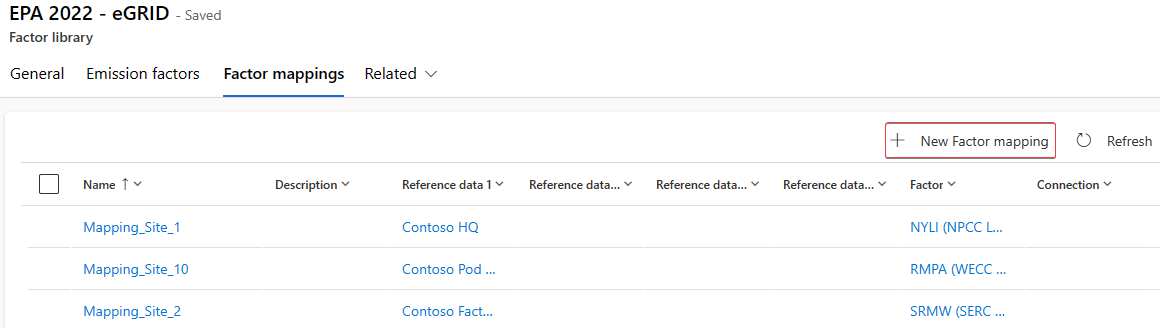 EPA 2022 - eGRID - Saved
Factor library
General Emission factors Factor mappings Related
New Factor mapping Refresh
Name Description Reference data 1 Reference data... Reference data... Reference data... Factor Connection
Mapping_Site_1 Contoso HQ NYLI (NPCC L...
Mapping_Site_10 Contoso Pod ... RMPA (WECC ...
Mapping_Site_2 Contoso Fact... SRMW (SERC ...